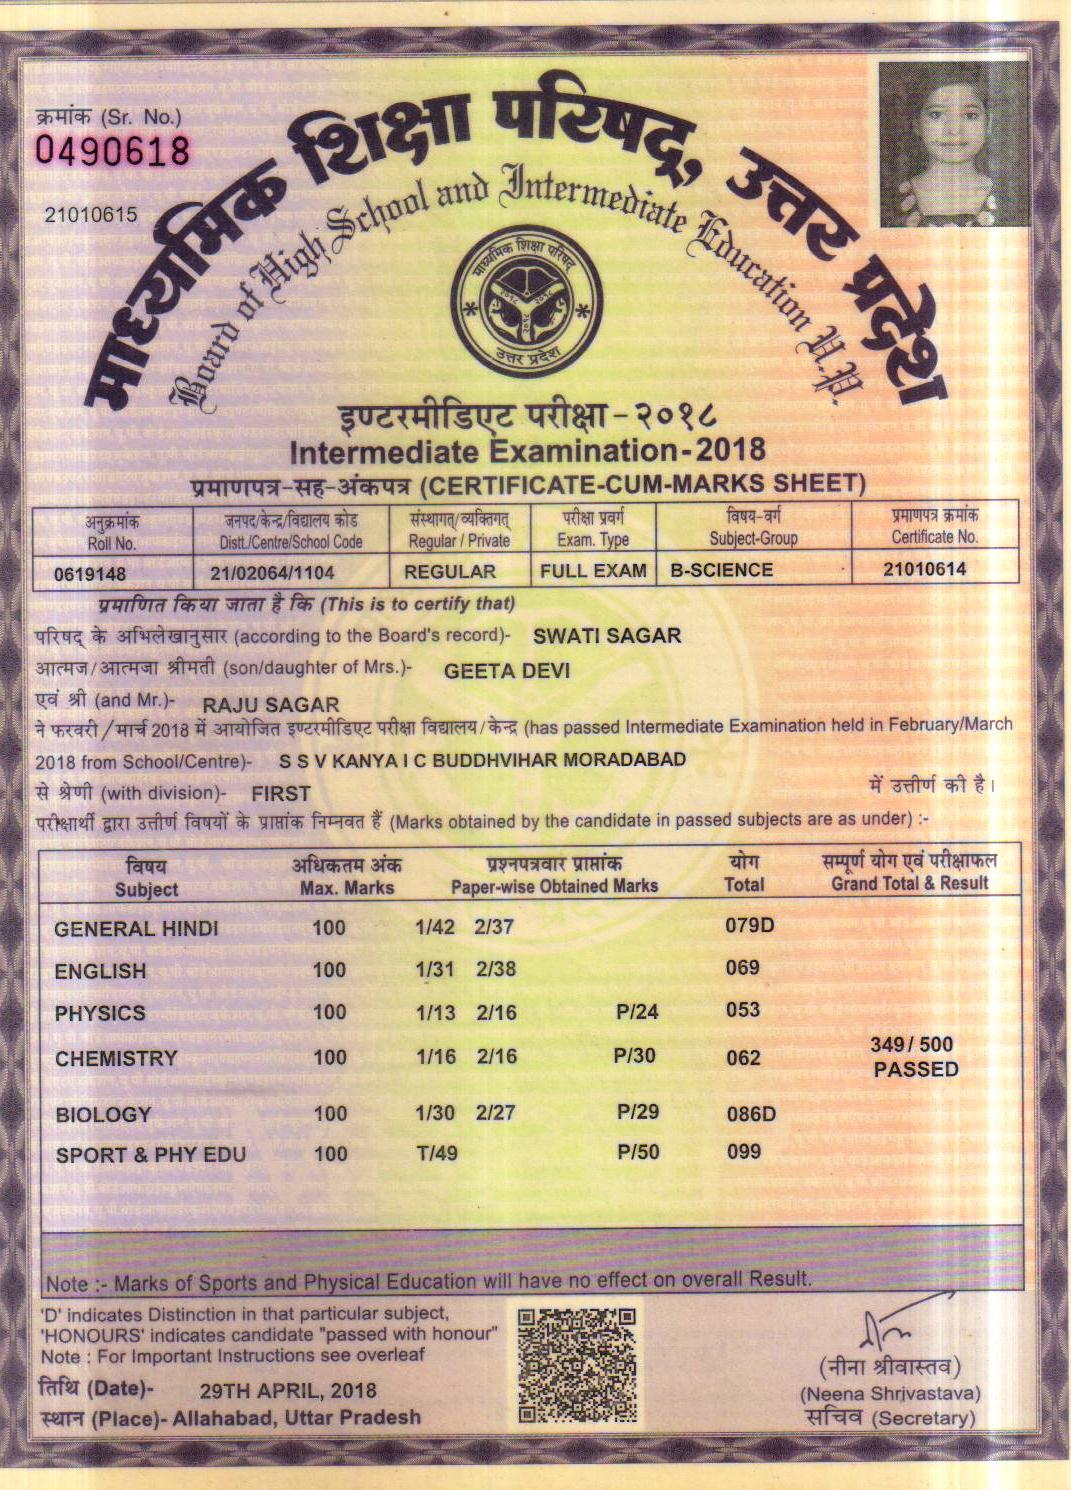 क्रमांक (Sr. No.)
0490618
21010615
माध्यमिक शिक्षा परिषद्, उत्तर प्रदेश
Board of High School and Intermediate Education U.P.
माध्यमिक शिक्षा परिषद्
उत्तर प्रदेश
इण्टरमीडिएट परीक्षा - २०१८
Intermediate Examination - 2018
प्रमाणपत्र-सह-अंकपत्र (CERTIFICATE-CUM-MARKS SHEET)
अनुक्रमांक जनपद/केन्द्र/विद्यालय कोड संस्थागत/व्यक्तिगत परीक्षा प्रवर्ग विषय-वर्ग प्रमाणपत्र क्रमांक
Roll No. Distt./Centre/School Code Regular / Private Exam. Type Subject-Group Certificate No.
0619148 21/02064/1104 REGULAR FULL EXAM B-SCIENCE 21010614
प्रमाणित किया जाता है कि (This is to certify that)
परिषद् के अभिलेखानुसार (according to the Board's record)- SWATI SAGAR
आत्मज/आत्मजा श्रीमती (son/daughter of Mrs.)- GEETA DEVI
एवं श्री (and Mr.)- RAJU SAGAR
ने फरवरी/मार्च 2018 में आयोजित इण्टरमीडिएट परीक्षा विद्यालय/केन्द्र (has passed Intermediate Examination held in February/March
2018 from School/Centre)- S S V KANYA I C BUDDHVIHAR MORADABAD
से श्रेणी (with division)- FIRST में उत्तीर्ण की है।
परीक्षार्थी द्वारा उत्तीर्ण विषयों के प्राप्तांक निम्नवत हैं (Marks obtained by the candidate in passed subjects are as under) :-
विषय अधिकतम अंक प्रश्नपत्रवार प्राप्तांक योग सम्पूर्ण योग एवं परीक्षाफल
Subject Max. Marks Paper-wise Obtained Marks Total Grand Total & Result
GENERAL HINDI 100 1/42 2/37 079D
ENGLISH 100 1/31 2/38 069
PHYSICS 100 1/13 2/16 P/24 053
CHEMISTRY 100 1/16 2/16 P/30 062 349 / 500
PASSED
BIOLOGY 100 1/30 2/27 P/29 086D
SPORT & PHY EDU 100 T/49 P/50 099
Note :- Marks of Sports and Physical Education will have no effect on overall Result.
'D' indicates Distinction in that particular subject,
'HONOURS' indicates candidate "passed with honour"
Note : For Important Instructions see overleaf
तिथि (Date)- 29TH APRIL, 2018
स्थान (Place)- Allahabad, Uttar Pradesh
(नीना श्रीवास्तव)
(Neena Shrivastava)
सचिव (Secretary)